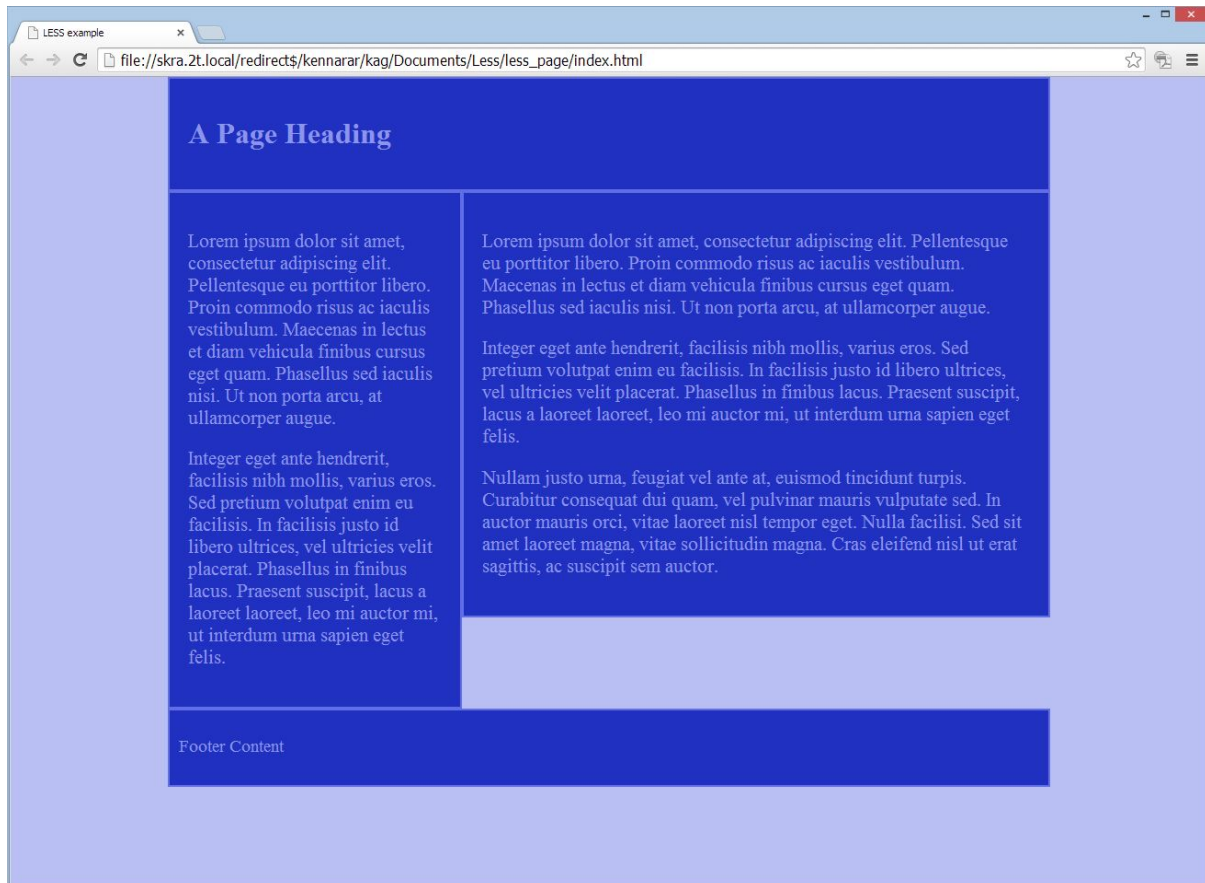 LESS example
file://skra.2t.local/redirect$/kennarar/kag/Documents/Less/less_page/index.html
A Page Heading
Lorem ipsum dolor sit amet,
consectetur adipiscing elit.
Pellentesque eu porttitor libero.
Proin commodo risus ac iaculis
vestibulum. Maecenas in lectus
et diam vehicula finibus cursus
eget quam. Phasellus sed iaculis
nisi. Ut non porta arcu, at
ullamcorper augue.
Integer eget ante hendrerit,
facilisis nibh mollis, varius eros.
Sed pretium volutpat enim eu
facilisis. In facilisis justo id
libero ultrices, vel ultricies velit
placerat. Phasellus in finibus
lacus. Praesent suscipit, lacus a
laoreet laoreet, leo mi auctor mi,
ut interdum urna sapien eget
felis.
Lorem ipsum dolor sit amet, consectetur adipiscing elit. Pellentesque
eu porttitor libero. Proin commodo risus ac iaculis vestibulum.
Maecenas in lectus et diam vehicula finibus cursus eget quam.
Phasellus sed iaculis nisi. Ut non porta arcu, at ullamcorper augue.
Integer eget ante hendrerit, facilisis nibh mollis, varius eros. Sed
pretium volutpat enim eu facilisis. In facilisis justo id libero ultrices,
vel ultricies velit placerat. Phasellus in finibus lacus. Praesent suscipit,
lacus a laoreet laoreet, leo mi auctor mi, ut interdum urna sapien eget
felis.
Nullam justo urna, feugiat vel ante at, euismod tincidunt turpis.
Curabitur consequat dui quam, vel pulvinar mauris vulputate sed. In
auctor mauris orci, vitae laoreet nisl tempor eget. Nulla facilisi. Sed sit
amet laoreet magna, vitae sollicitudin magna. Cras eleifend nisl ut erat
sagittis, ac suscipit sem auctor.
Footer Content